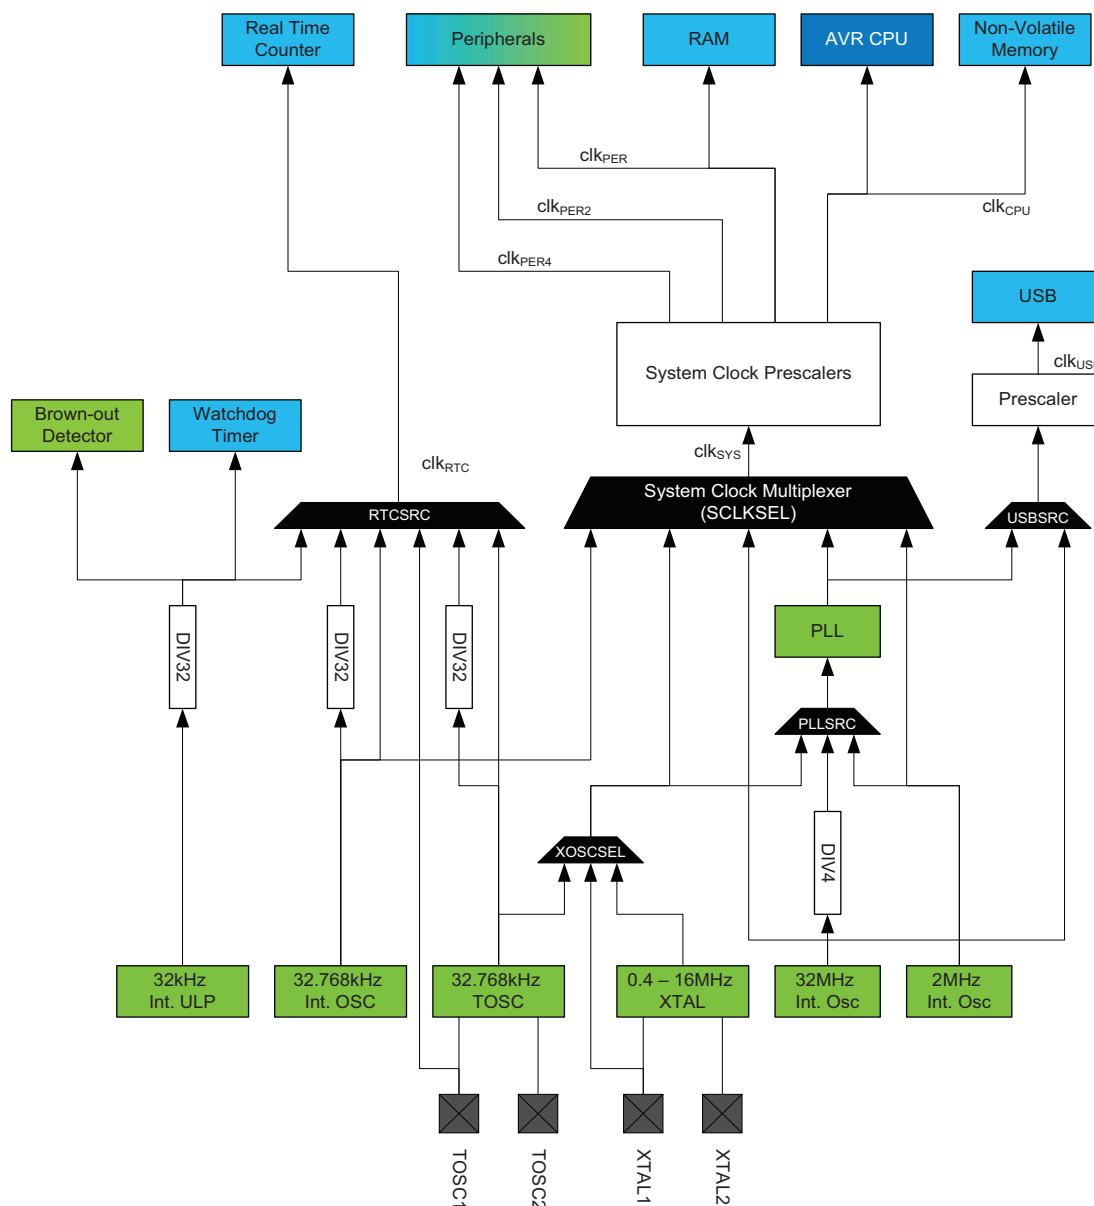 Real Time
Counter
Peripherals
RAM
AVR CPU
Non-Volatile
Memory
clkPER
clkPER2
clkCPU
clkPER4
USB
System Clock Prescalers
clkUS
Prescaler
Brown-out
Detector
Watchdog
Timer
clkRTC
clkSYS
System Clock Multiplexer
(SCLKSEL)
RTCSRC
USBSRC
DIV32
DIV32
DIV32
PLL
PLLSRC
XOSCSEL
DIV4
32kHz
Int. ULP
32.768kHz
Int. OSC
32.768kHz
TOSC
0.4 – 16MHz
XTAL
32MHz
Int. Osc
2MHz
Int. Osc
TOSC1
TOSC2
XTAL1
XTAL2